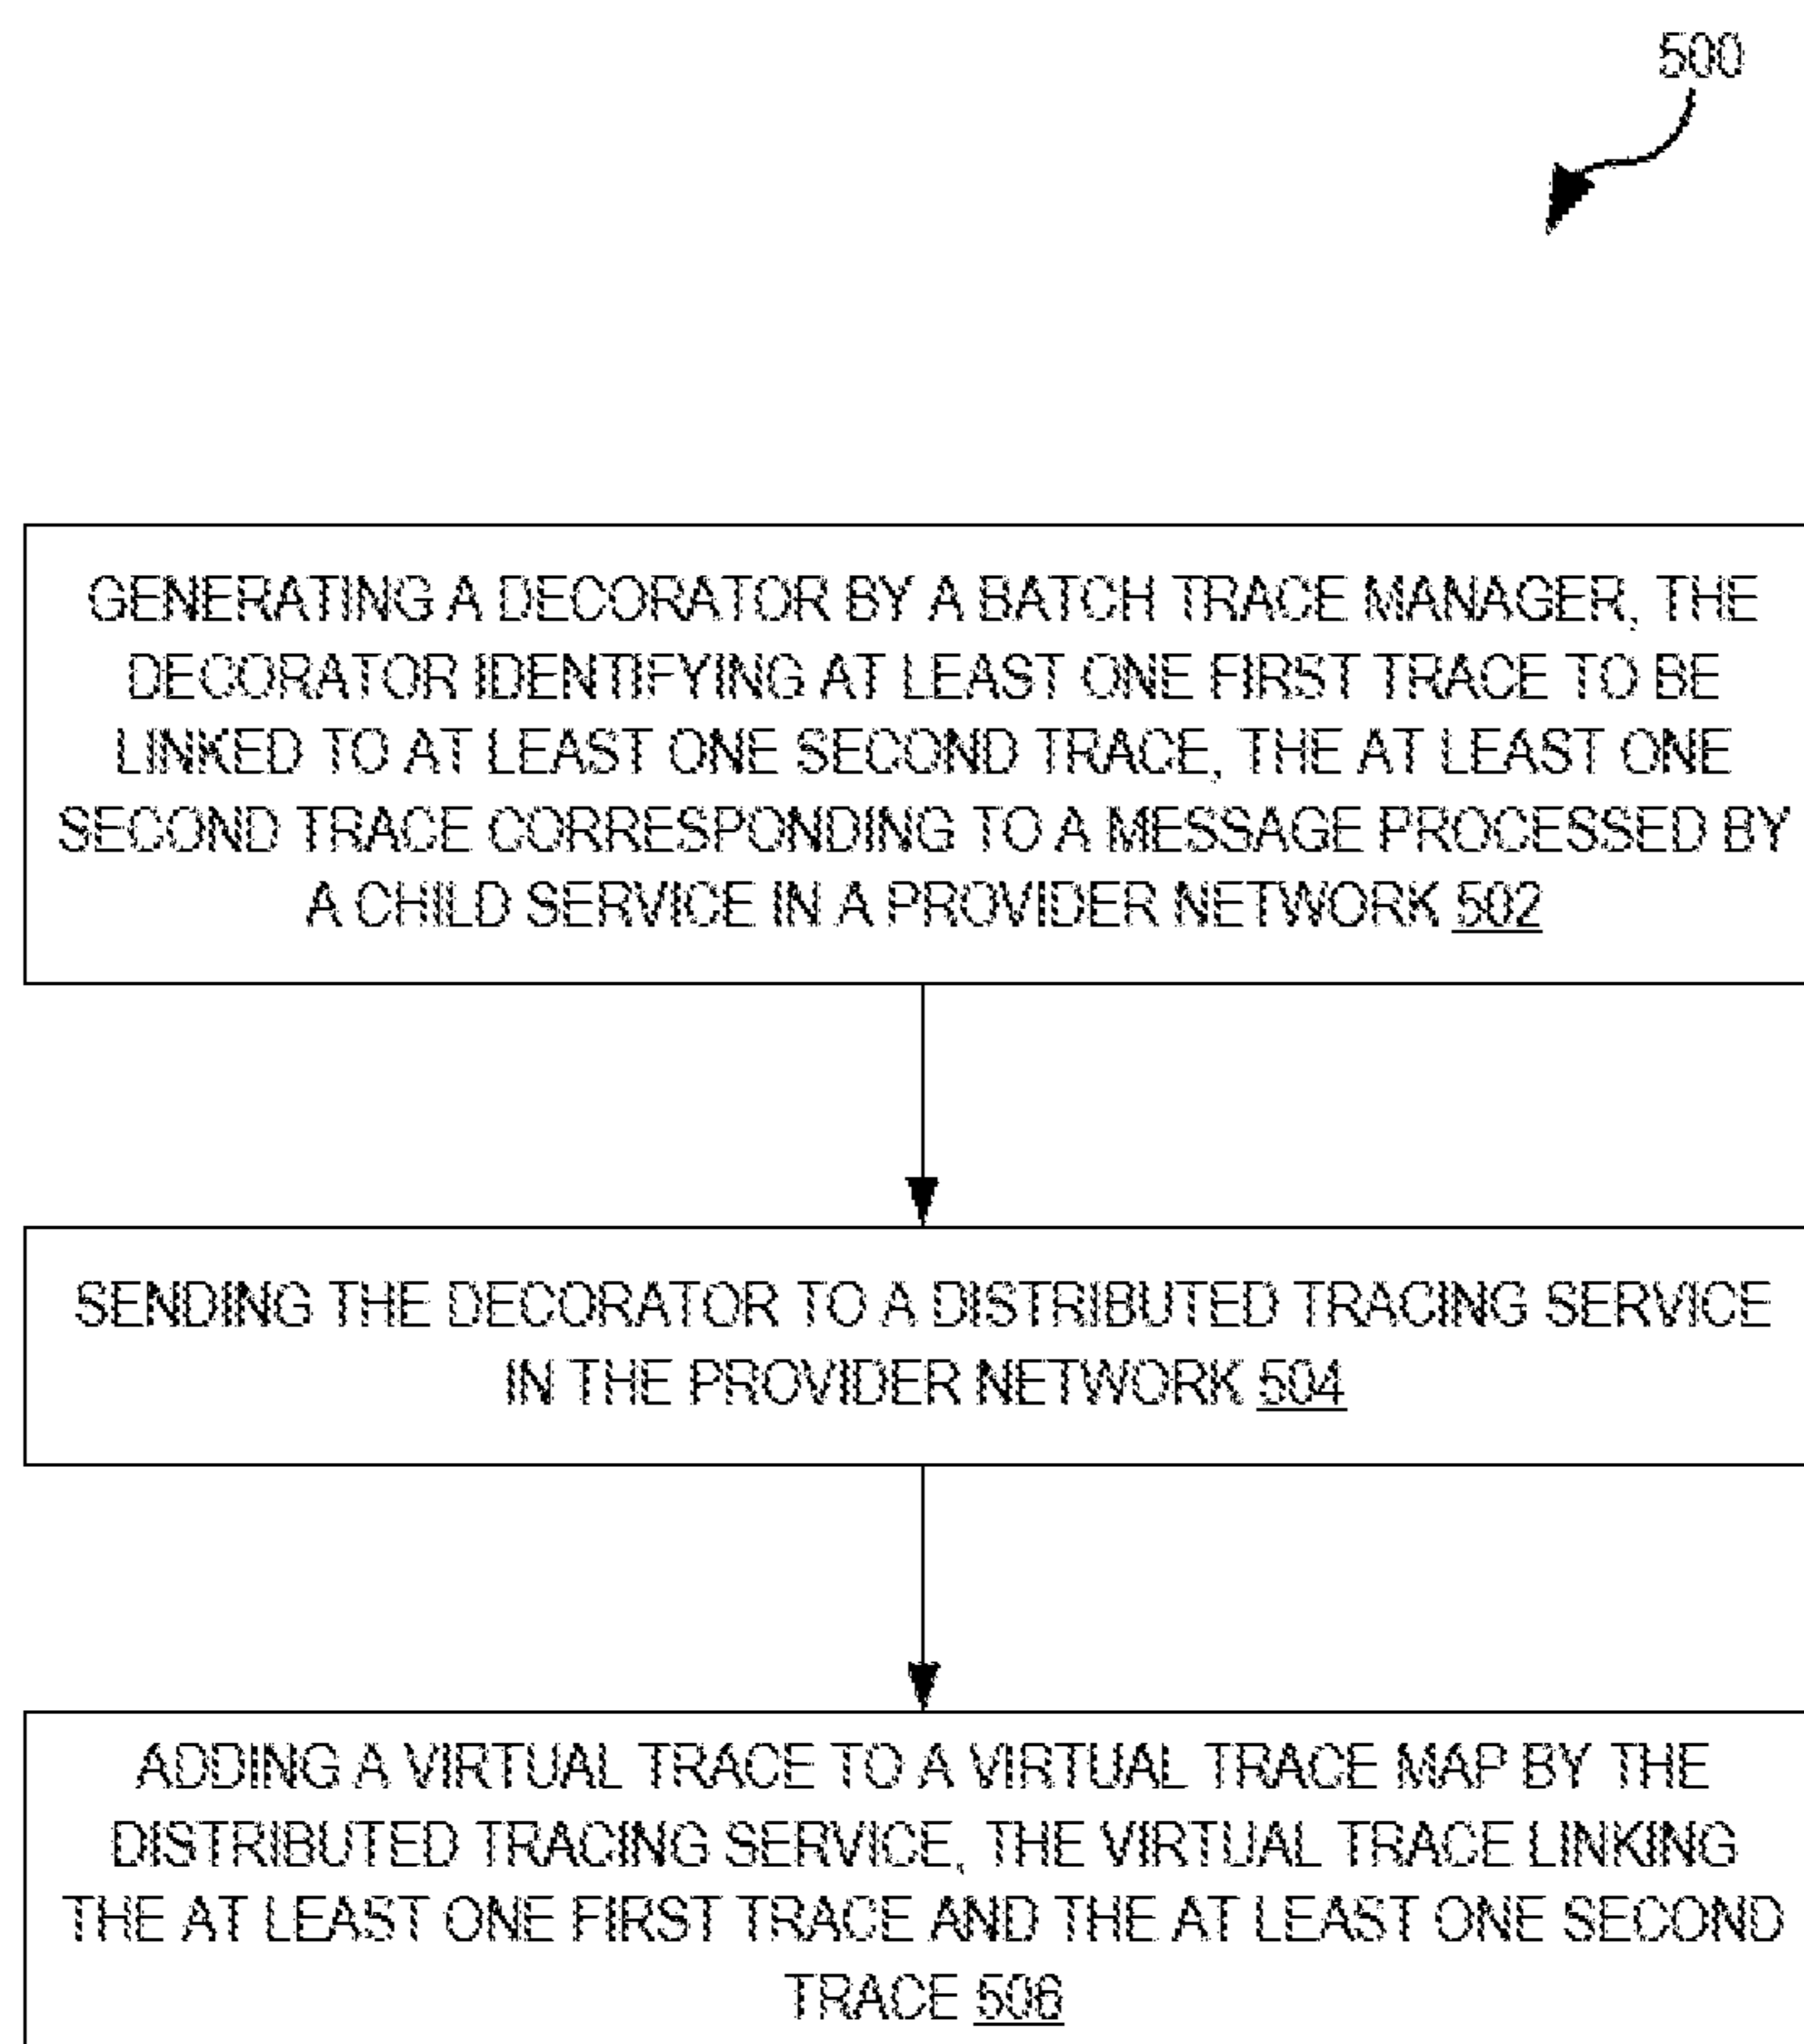 500
GENERATING A DECORATOR BY A BATCH TRACE MANAGER, THE
DECORATOR IDENTIFYING AT LEAST ONE FIRST TRACE TO BE
LINKED TO AT LEAST ONE SECOND TRACE, THE AT LEAST ONE
SECOND TRACE CORRESPONDING TO A MESSAGE PROCESSED BY
A CHILD SERVICE IN A PROVIDER NETWORK 502
SENDING THE DECORATOR TO A DISTRIBUTED TRACING SERVICE
IN THE PROVIDER NETWORK 504
ADDING A VIRTUAL TRACE TO A VIRTUAL TRACE MAP BY THE
DISTRIBUTED TRACING SERVICE, THE VIRTUAL TRACE LINKING
THE AT LEAST ONE FIRST TRACE AND THE AT LEAST ONE SECOND
TRACE 506